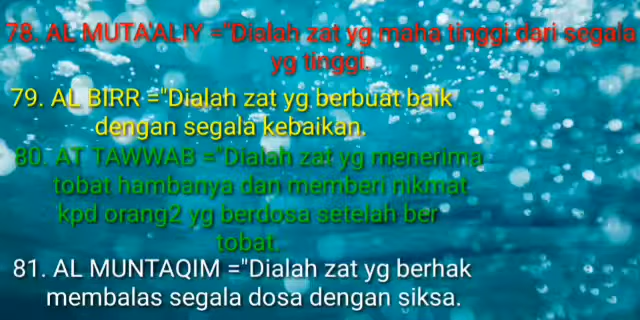 78. AL MUTA'ALIY ="Dialah zat yg maha tinggi dari segala
yg tinggi.
79. AL BIRR ="Dialah zat yg berbuat baik
dengan segala kebaikan.
80. AT TAWWAB ="Dialah zat yg menerima
tobat hambanya dan memberi nikmat
kpd orang2 yg berdosa setelah ber
tobat.
81. AL MUNTAQIM ="Dialah zat yg berhak
membalas segala dosa dengan siksa.